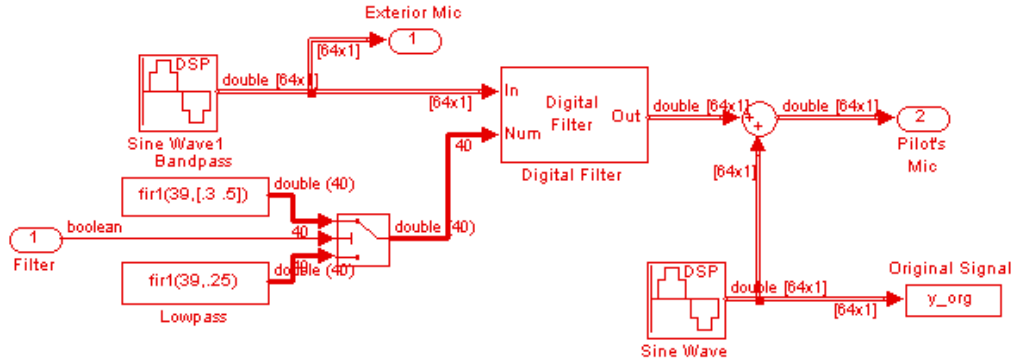 Exterior Mic
1
[64x1]
DSP
double [64x1]
[64x1]
Sine Wave1
In
Num
Digital
Filter
Out
Digital Filter
40
double [64x1]
+
+
double [64x1]
2
Pilot's
Mic
[64x1]
Bandpass
fir1(39,[.3 .5])
double (40)
40
boolean
1
Filter
double (40)
40
fir1(39,.25)
double (40)
Lowpass
DSP
double [64x1]
[64x1]
Sine Wave
Original Signal
y_org